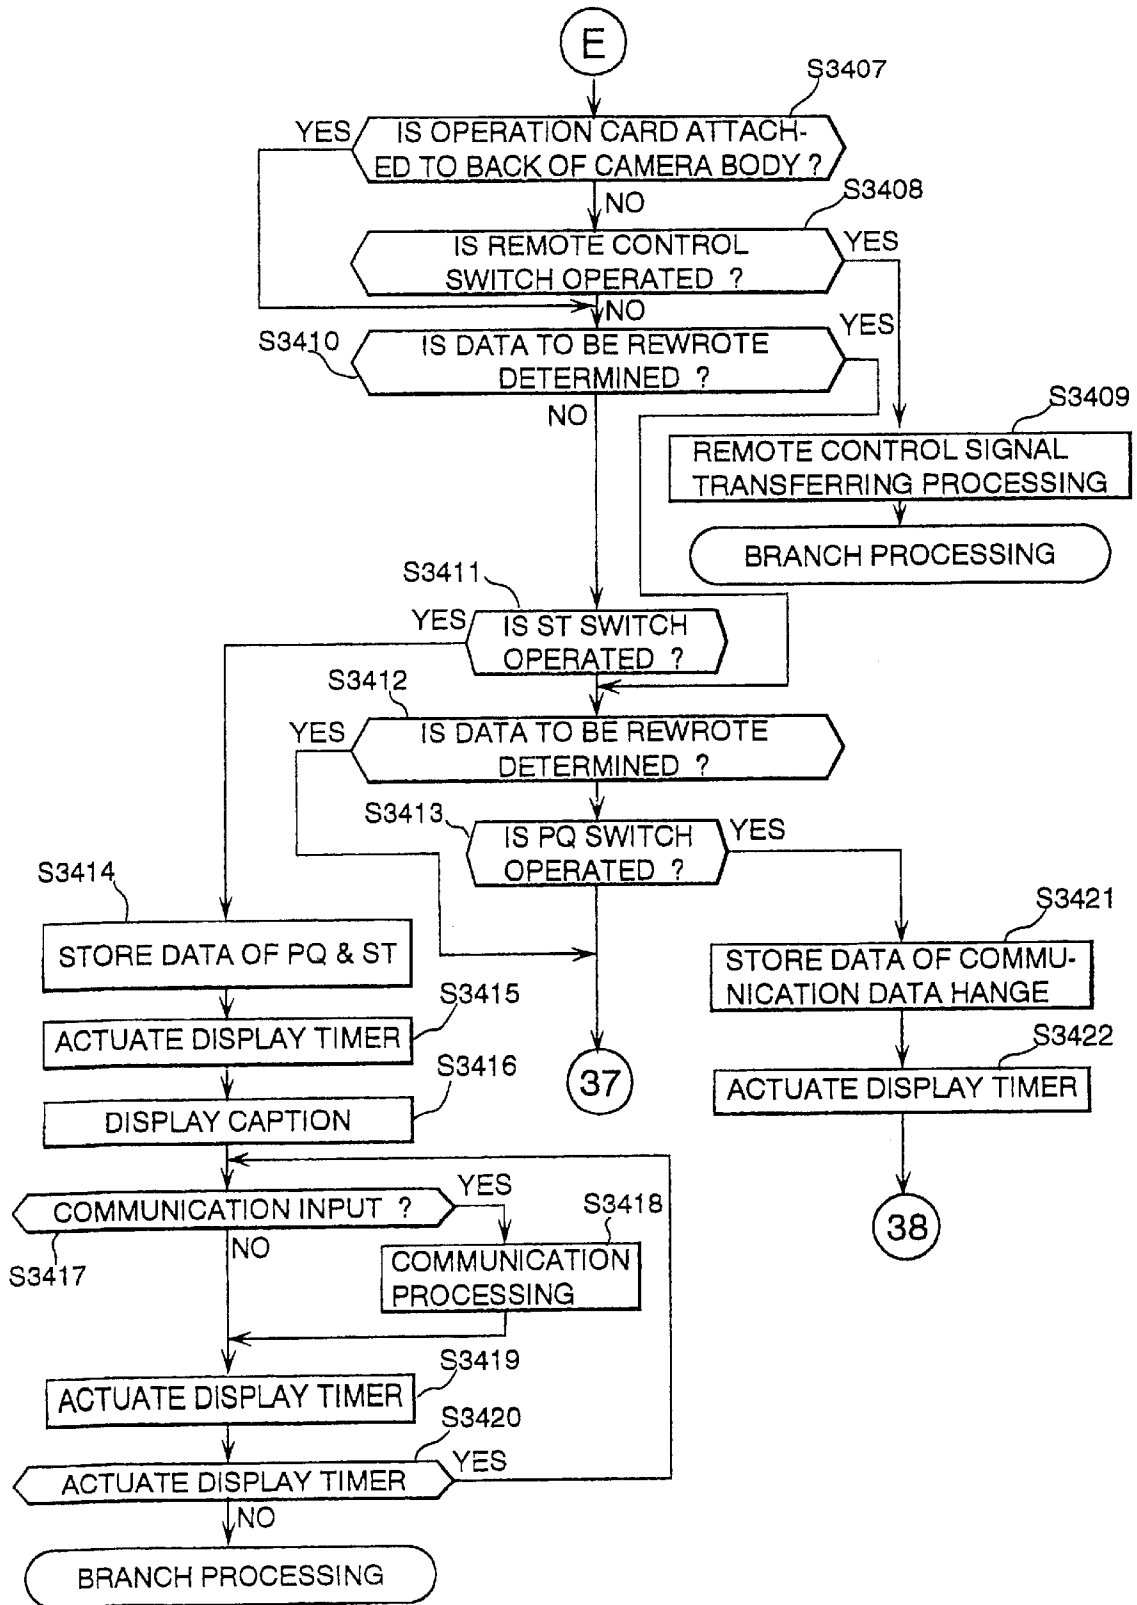 E
S3407
YES
IS OPERATION CARD ATTACH-
ED TO BACK OF CAMERA BODY ?
NO
S3408
IS REMOTE CONTROL
SWITCH OPERATED ?
YES
NO
S3410
IS DATA TO BE REWROTE
DETERMINED ?
YES
NO
S3409
REMOTE CONTROL SIGNAL
TRANSFERRING PROCESSING
BRANCH PROCESSING
S3411
YES
IS ST SWITCH
OPERATED ?
S3412
YES
IS DATA TO BE REWROTE
DETERMINED ?
S3413
IS PQ SWITCH
OPERATED ?
YES
S3414
STORE DATA OF PQ & ST
S3421
STORE DATA OF COMMU-
NICATION DATA HANGE
S3415
ACTUATE DISPLAY TIMER
S3422
ACTUATE DISPLAY TIMER
37
S3416
DISPLAY CAPTION
38
COMMUNICATION INPUT ?
YES
S3417
NO
S3418
COMMUNICATION
PROCESSING
S3419
ACTUATE DISPLAY TIMER
S3420
ACTUATE DISPLAY TIMER
YES
NO
BRANCH PROCESSING